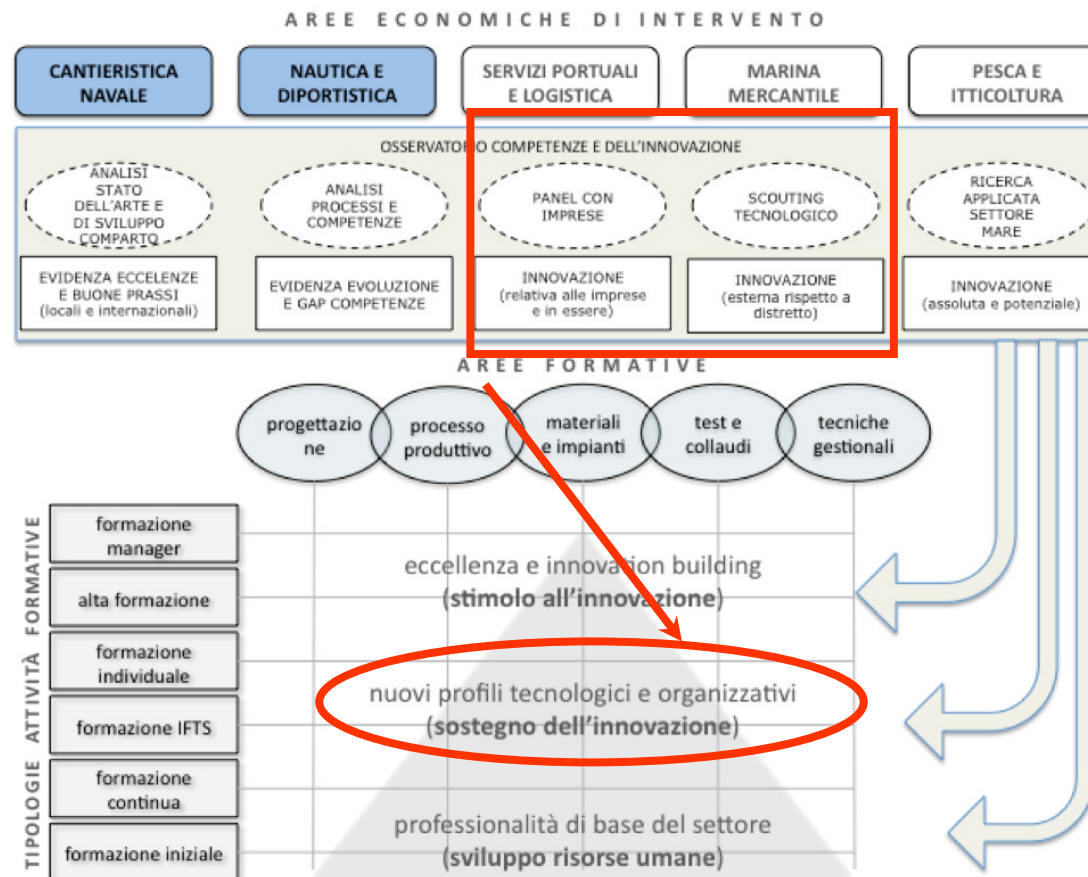 AREE ECONOMICHE DI INTERVENTO
CANTIERISTICA
NAVALE
NAUTICA E
DIPORTISTICA
SERVIZI PORTUALI
E LOGISTICA
MARINA
MERCANTILE
PESCA E
ITTICOLTURA
OSSERVATORIO COMPETENZE E DELL'INNOVAZIONE
ANALISI
STATO
DELL'ARTE E
DI SVILUPPO
COMPARTO
ANALISI
PROCESSI E
COMPETENZE
PANEL CON
IMPRESE
SCOUTING
TECNOLOGICO
RICERCA
APPLICATA
SETTORE
MARE
EVIDENZA ECCELENZE
E BUONE PRASSI
(locali e internazionali)
EVIDENZA EVOLUZIONE
E GAP COMPETENZE
INNOVAZIONE
(relativa alle imprese
e in essere)
INNOVAZIONE
(esterna rispetto a
distretto)
INNOVAZIONE
(assoluta e potenziale)
AREE FORMATIVE
progettazio
ne
processo
produttivo
materiali
e impianti
test e
collaudi
tecniche
gestionali
TIPOLOGIE ATTIVITÀ FORMATIVE
formazione
manager
alta formazione
formazione
individuale
formazione IFTS
formazione
continua
formazione iniziale
eccellenza e innovation building
(stimolo all'innovazione)
nuovi profili tecnologici e organizzativi
(sostegno dell'innovazione)
professionalità di base del settore
(sviluppo risorse umane)